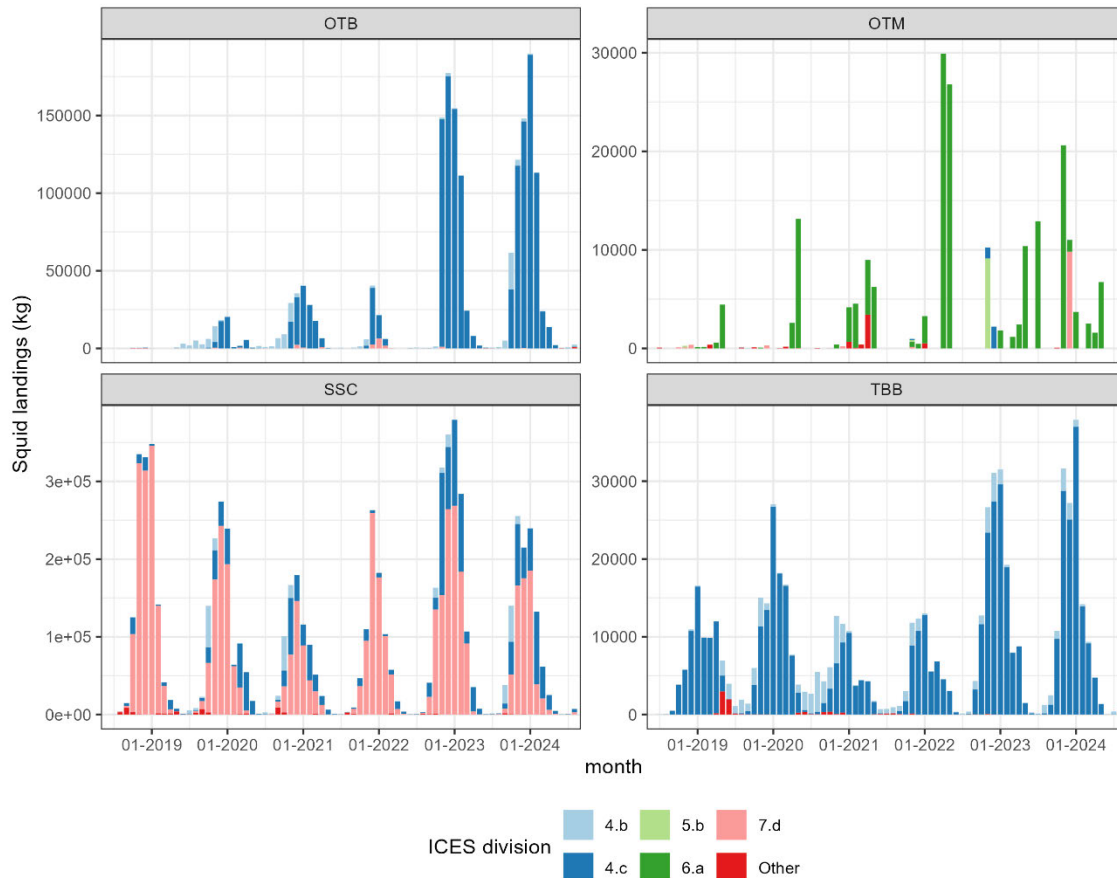 OTB
OTM
150000
100000
50000
0
30000
20000
10000
0
Squid landings (kg)
SSC
TBB
3e+05
2e+05
1e+05
0e+00
30000
20000
10000
0
01-2019 01-2020 01-2021 01-2022 01-2023 01-2024
01-2019 01-2020 01-2021 01-2022 01-2023 01-2024
month
ICES division
4.b 5.b 7.d
4.c 6.a Other